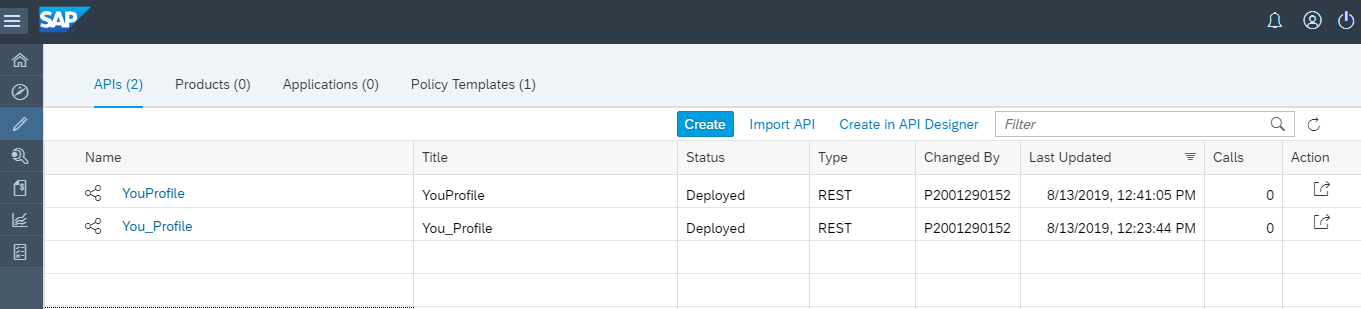 SAP
APIs (2) Products (0) Applications (0) Policy Templates (1)
Create Import API Create in API Designer Filter
Name Title Status Type Changed By Last Updated Calls Action
YouProfile YouProfile Deployed REST P2001290152 8/13/2019, 12:41:05 PM 0
You_Profile You_Profile Deployed REST P2001290152 8/13/2019, 12:23:44 PM 0